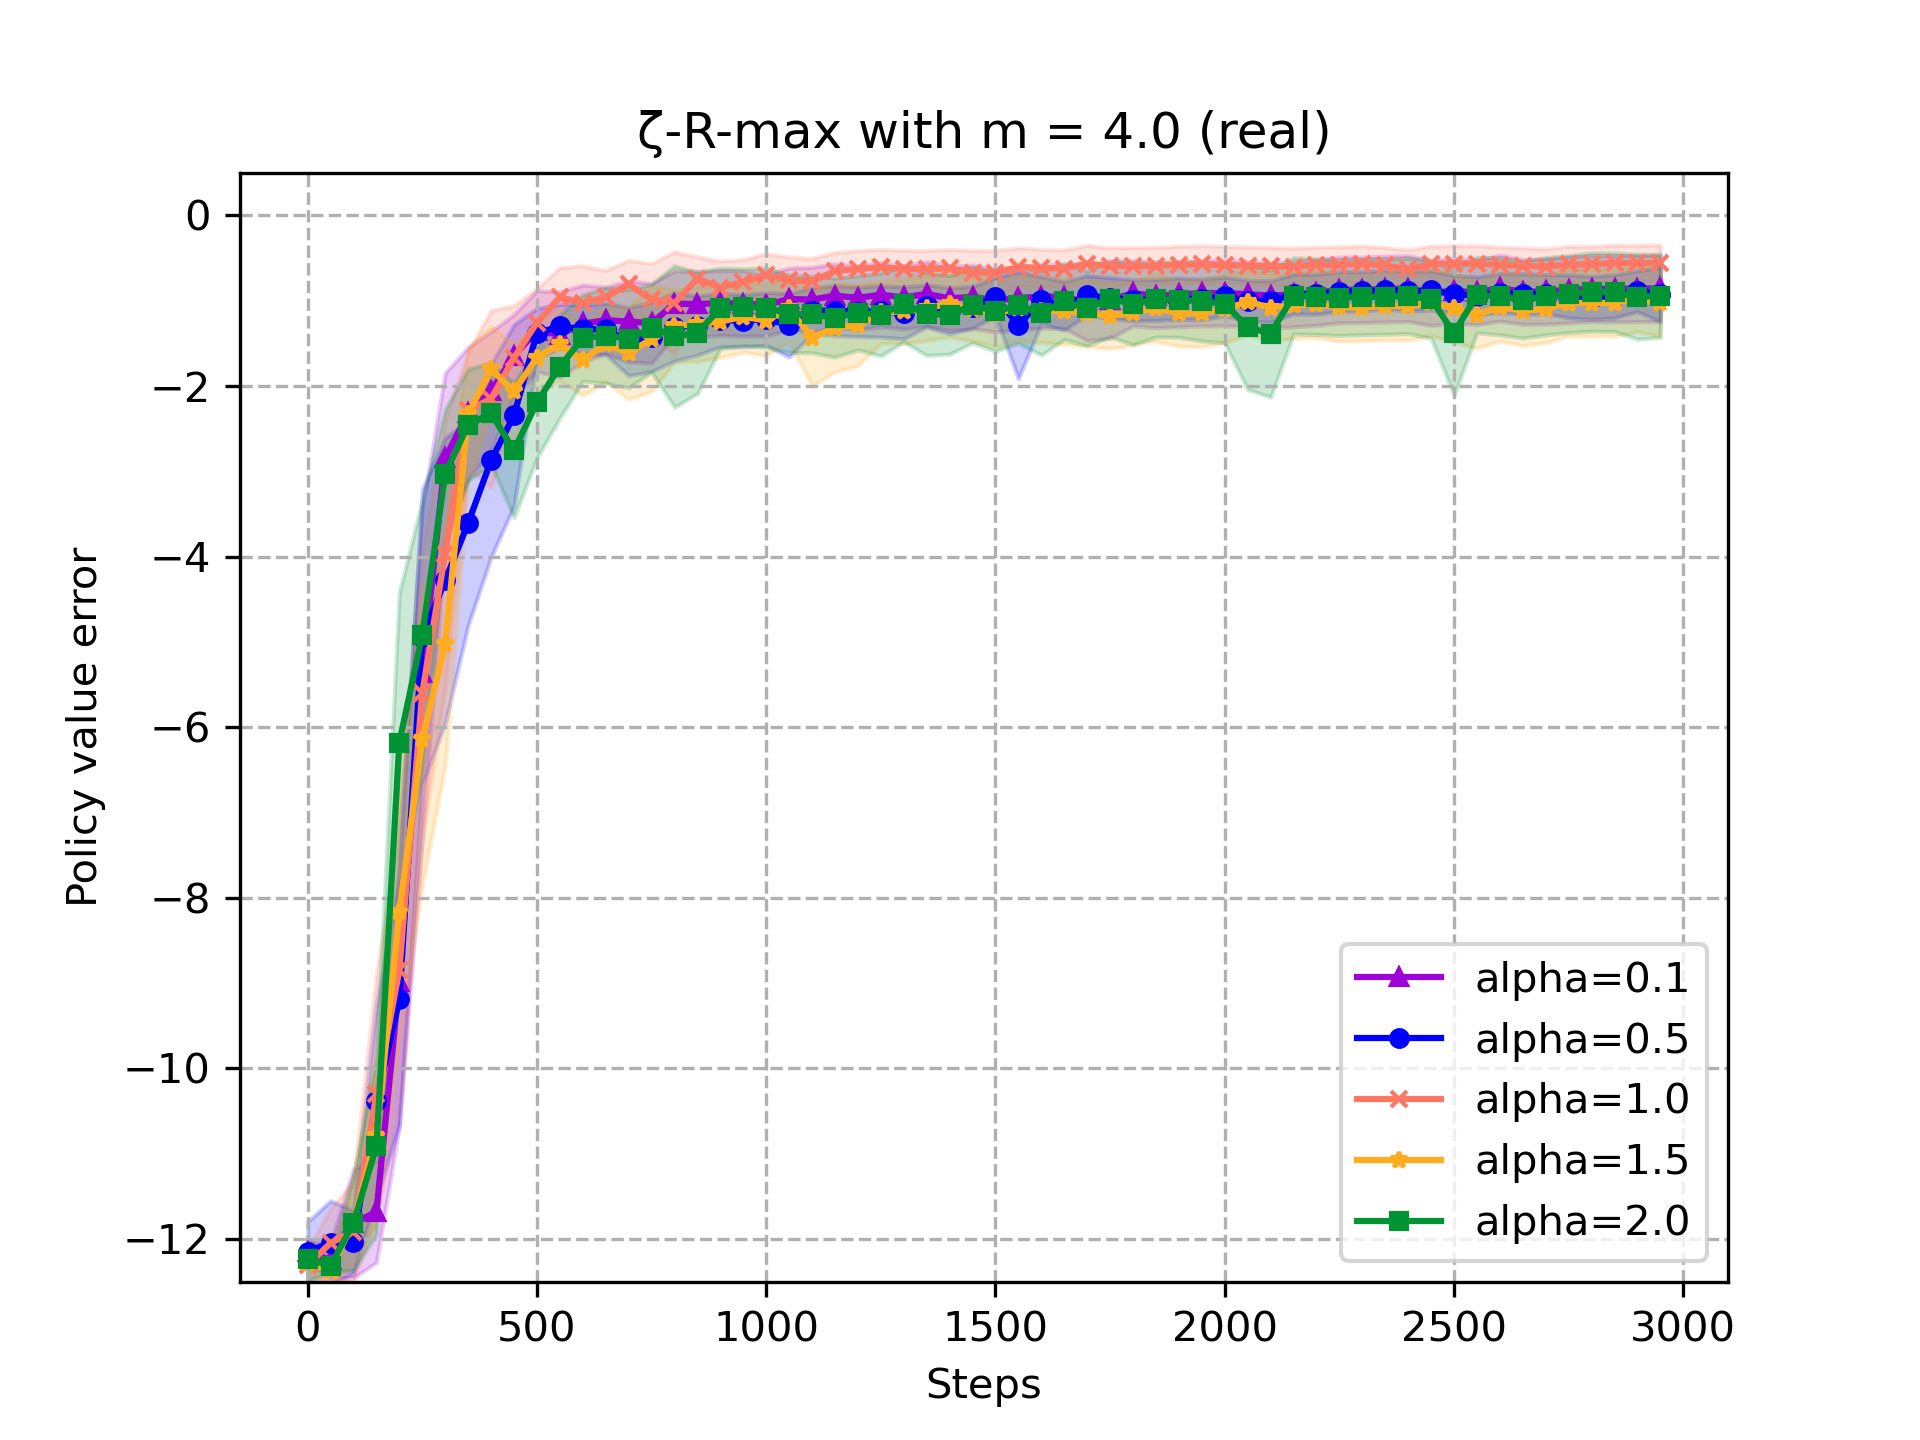 ζ-R-max with m = 4.0 (real)
Policy value error
0
−2
−4
−6
−8
−10
−12
0 500 1000 1500 2000 2500 3000
Steps
alpha=0.1
alpha=0.5
alpha=1.0
alpha=1.5
alpha=2.0